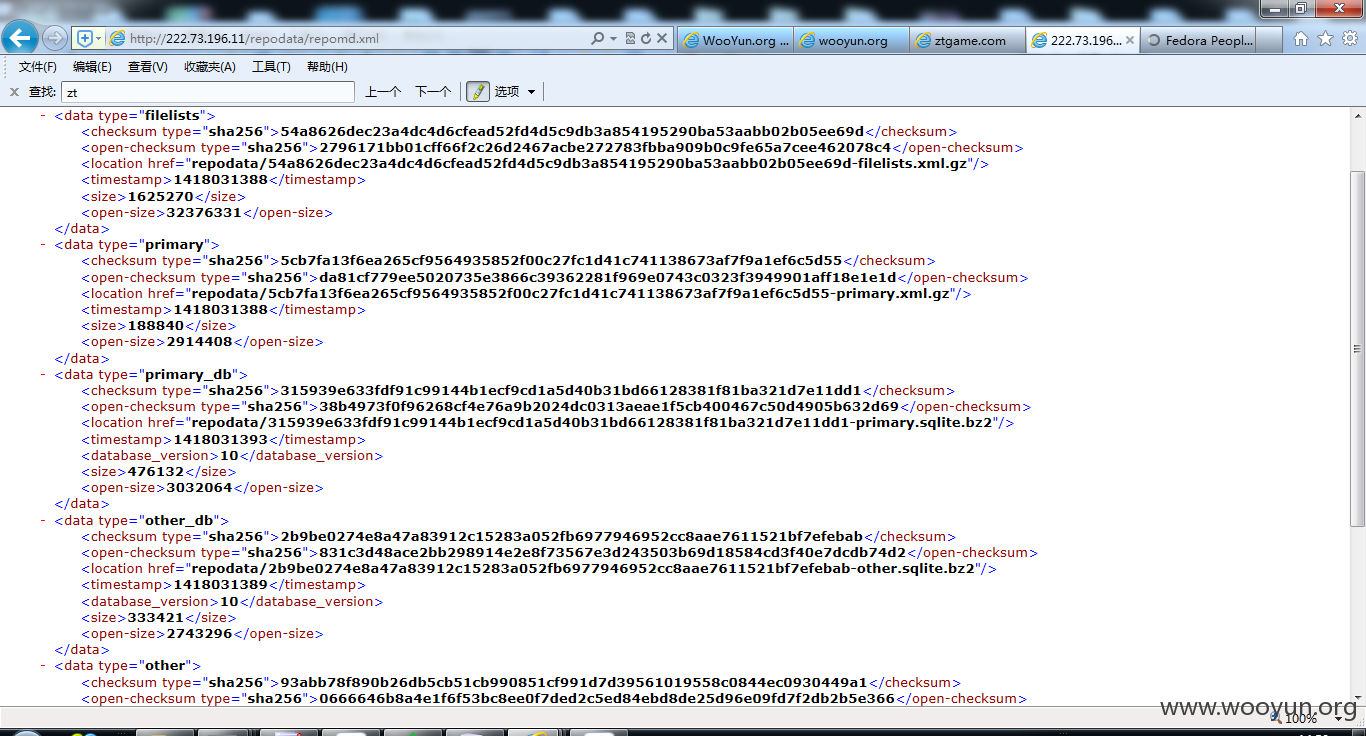 http://222.73.196.11/repodata/repomd.xml
WooYun.org ...
wooyun.org
ztgame.com
222.73.196...
Fedora Peopl...
文件(F) 编辑(E) 查看(V) 收藏夹(A) 工具(T) 帮助(H)
查找: zt 上一个 下一个 选项
- <data type="filelists">
<checksum type="sha256">54a8626dec23a4dc4d6cfead52fd4d5c9db3a854195290ba53aabb02b05ee69d</checksum>
<open-checksum type="sha256">2796171bb01cff66f2c26d2467acbe272783fbba909b0c9fe65a7cee462078c4</open-checksum>
<location href="repodata/54a8626dec23a4dc4d6cfead52fd4d5c9db3a854195290ba53aabb02b05ee69d-filelists.xml.gz"/>
<timestamp>1418031388</timestamp>
<size>1625270</size>
<open-size>32376331</open-size>
</data>
- <data type="primary">
<checksum type="sha256">5cb7fa13f6ea265cf9564935852f00c27fc1d41c741138673af7f9a1ef6c5d55</checksum>
<open-checksum type="sha256">da81cf779ee5020735e3866c39362281f969e0743c0323f3949901aff18e1e1d</open-checksum>
<location href="repodata/5cb7fa13f6ea265cf9564935852f00c27fc1d41c741138673af7f9a1ef6c5d55-primary.xml.gz"/>
<timestamp>1418031388</timestamp>
<size>188840</size>
<open-size>2914408</open-size>
</data>
- <data type="primary_db">
<checksum type="sha256">315939e633fdf91c99144b1ecf9cd1a5d40b31bd66128381f81ba321d7e11dd1</checksum>
<open-checksum type="sha256">38b4973f0f96268cf4e76a9b2024dc0313aeae1f5cb400467c50d4905b632d69</open-checksum>
<location href="repodata/315939e633fdf91c99144b1ecf9cd1a5d40b31bd66128381f81ba321d7e11dd1-primary.sqlite.bz2"/>
<timestamp>1418031393</timestamp>
<database_version>10</database_version>
<size>476132</size>
<open-size>3032064</open-size>
</data>
- <data type="other_db">
<checksum type="sha256">2b9be0274e8a47a83912c15283a052fb6977946952cc8aae7611521bf7efebab</checksum>
<open-checksum type="sha256">831c3d48ace2bb298914e2e8f73567e3d243503b69d18584cd3f40e7dcdb74d2</open-checksum>
<location href="repodata/2b9be0274e8a47a83912c15283a052fb6977946952cc8aae7611521bf7efebab-other.sqlite.bz2"/>
<timestamp>1418031389</timestamp>
<database_version>10</database_version>
<size>333421</size>
<open-size>2743296</open-size>
</data>
- <data type="other">
<checksum type="sha256">93abb78f890b26db5cb51cb990851cf991d7d39561019558c0844ec0930449a1</checksum>
<open-checksum type="sha256">0666646b8a4e1f6f53bc8ee0f7ded2c5ed84ebd8de25d96e09fd7f2db2b5e366</open-checksum>
www.wooyun.org
100%